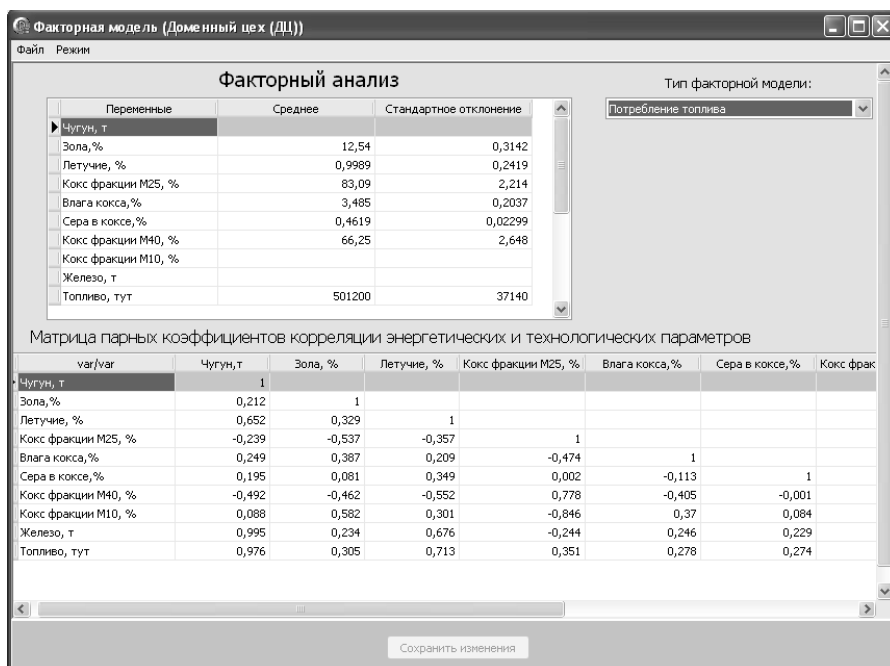 Факторная модель (Доменный цех (ДЦ))
Файл Режим
Факторный анализ
Тип факторной модели:
Потребление топлива
Переменные Среднее Стандартное отклонение
Чугун, т
Зола,% 12,54 0,3142
Летучие, % 0,9989 0,2419
Кокс фракции М25, % 83,09 2,214
Влага кокса,% 3,485 0,2037
Сера в коксе,% 0,4619 0,02299
Кокс фракции М40, % 66,25 2,648
Кокс фракции М10, %
Железо, т
Топливо, тут 501200 37140
Матрица парных коэффициентов корреляции энергетических и технологических параметров
var/var Чугун,т Зола, % Летучие, % Кокс фракции М25, % Влага кокса,% Сера в коксе,% Кокс фрак
Чугун, т 1
Зола,% 0,212 1
Летучие, % 0,652 0,329 1
Кокс фракции М25, % -0,239 -0,537 -0,357 1
Влага кокса,% 0,249 0,387 0,209 -0,474 1
Сера в коксе,% 0,195 0,081 0,349 0,002 -0,113 1
Кокс фракции М40, % -0,492 -0,462 -0,552 0,778 -0,405 -0,001
Кокс фракции М10, % 0,088 0,582 0,301 -0,846 0,37 0,084
Железо, т 0,995 0,234 0,676 -0,244 0,246 0,229
Топливо, тут 0,976 0,305 0,713 0,351 0,278 0,274
Сохранить изменения